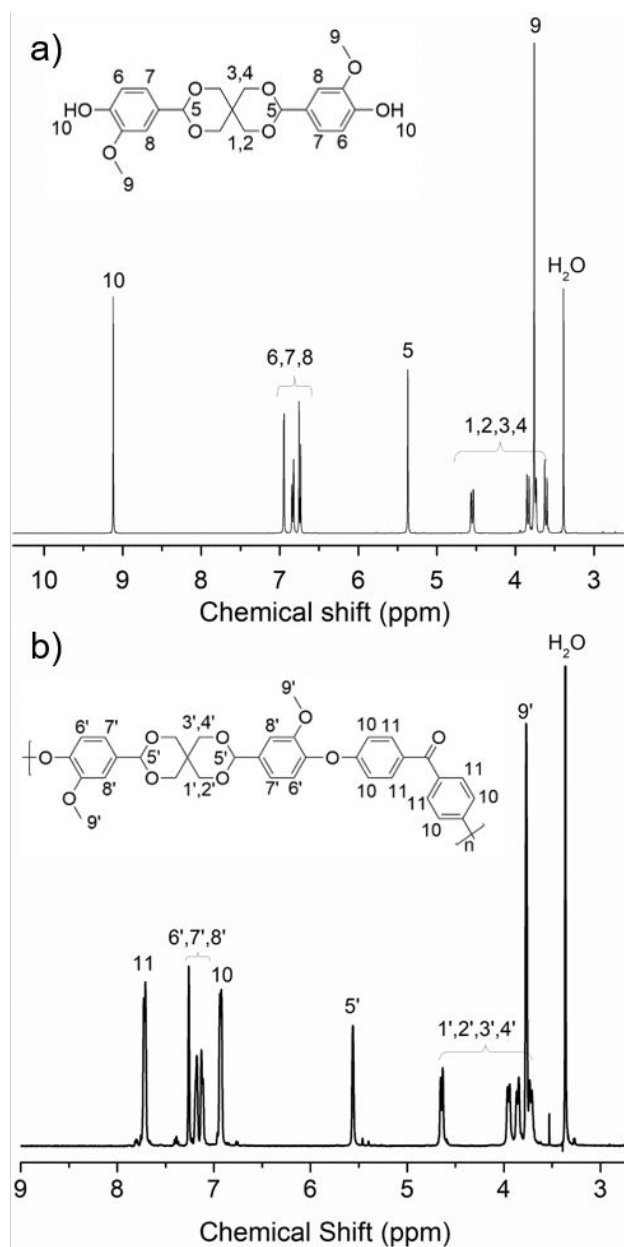 a)
9
9
6 7 3,4 O 8
HO 5 O O 5 OH
10 O 8 1,2 O O 7 6 10
9
H₂O
10
6,7,8
5
1,2,3,4
10 9 8 7 6 5 4 3
Chemical shift (ppm)
b)
H₂O
9'
9'
6' 7' 3',4' O 8' 10 11 O
O 5' O O 5' O
O 8' 1',2' O O 7' 6' 10 11 11 11
9' 10 10
n
6',7',8'
11
10
5'
1',2',3',4'
9 8 7 6 5 4 3
Chemical Shift (ppm)